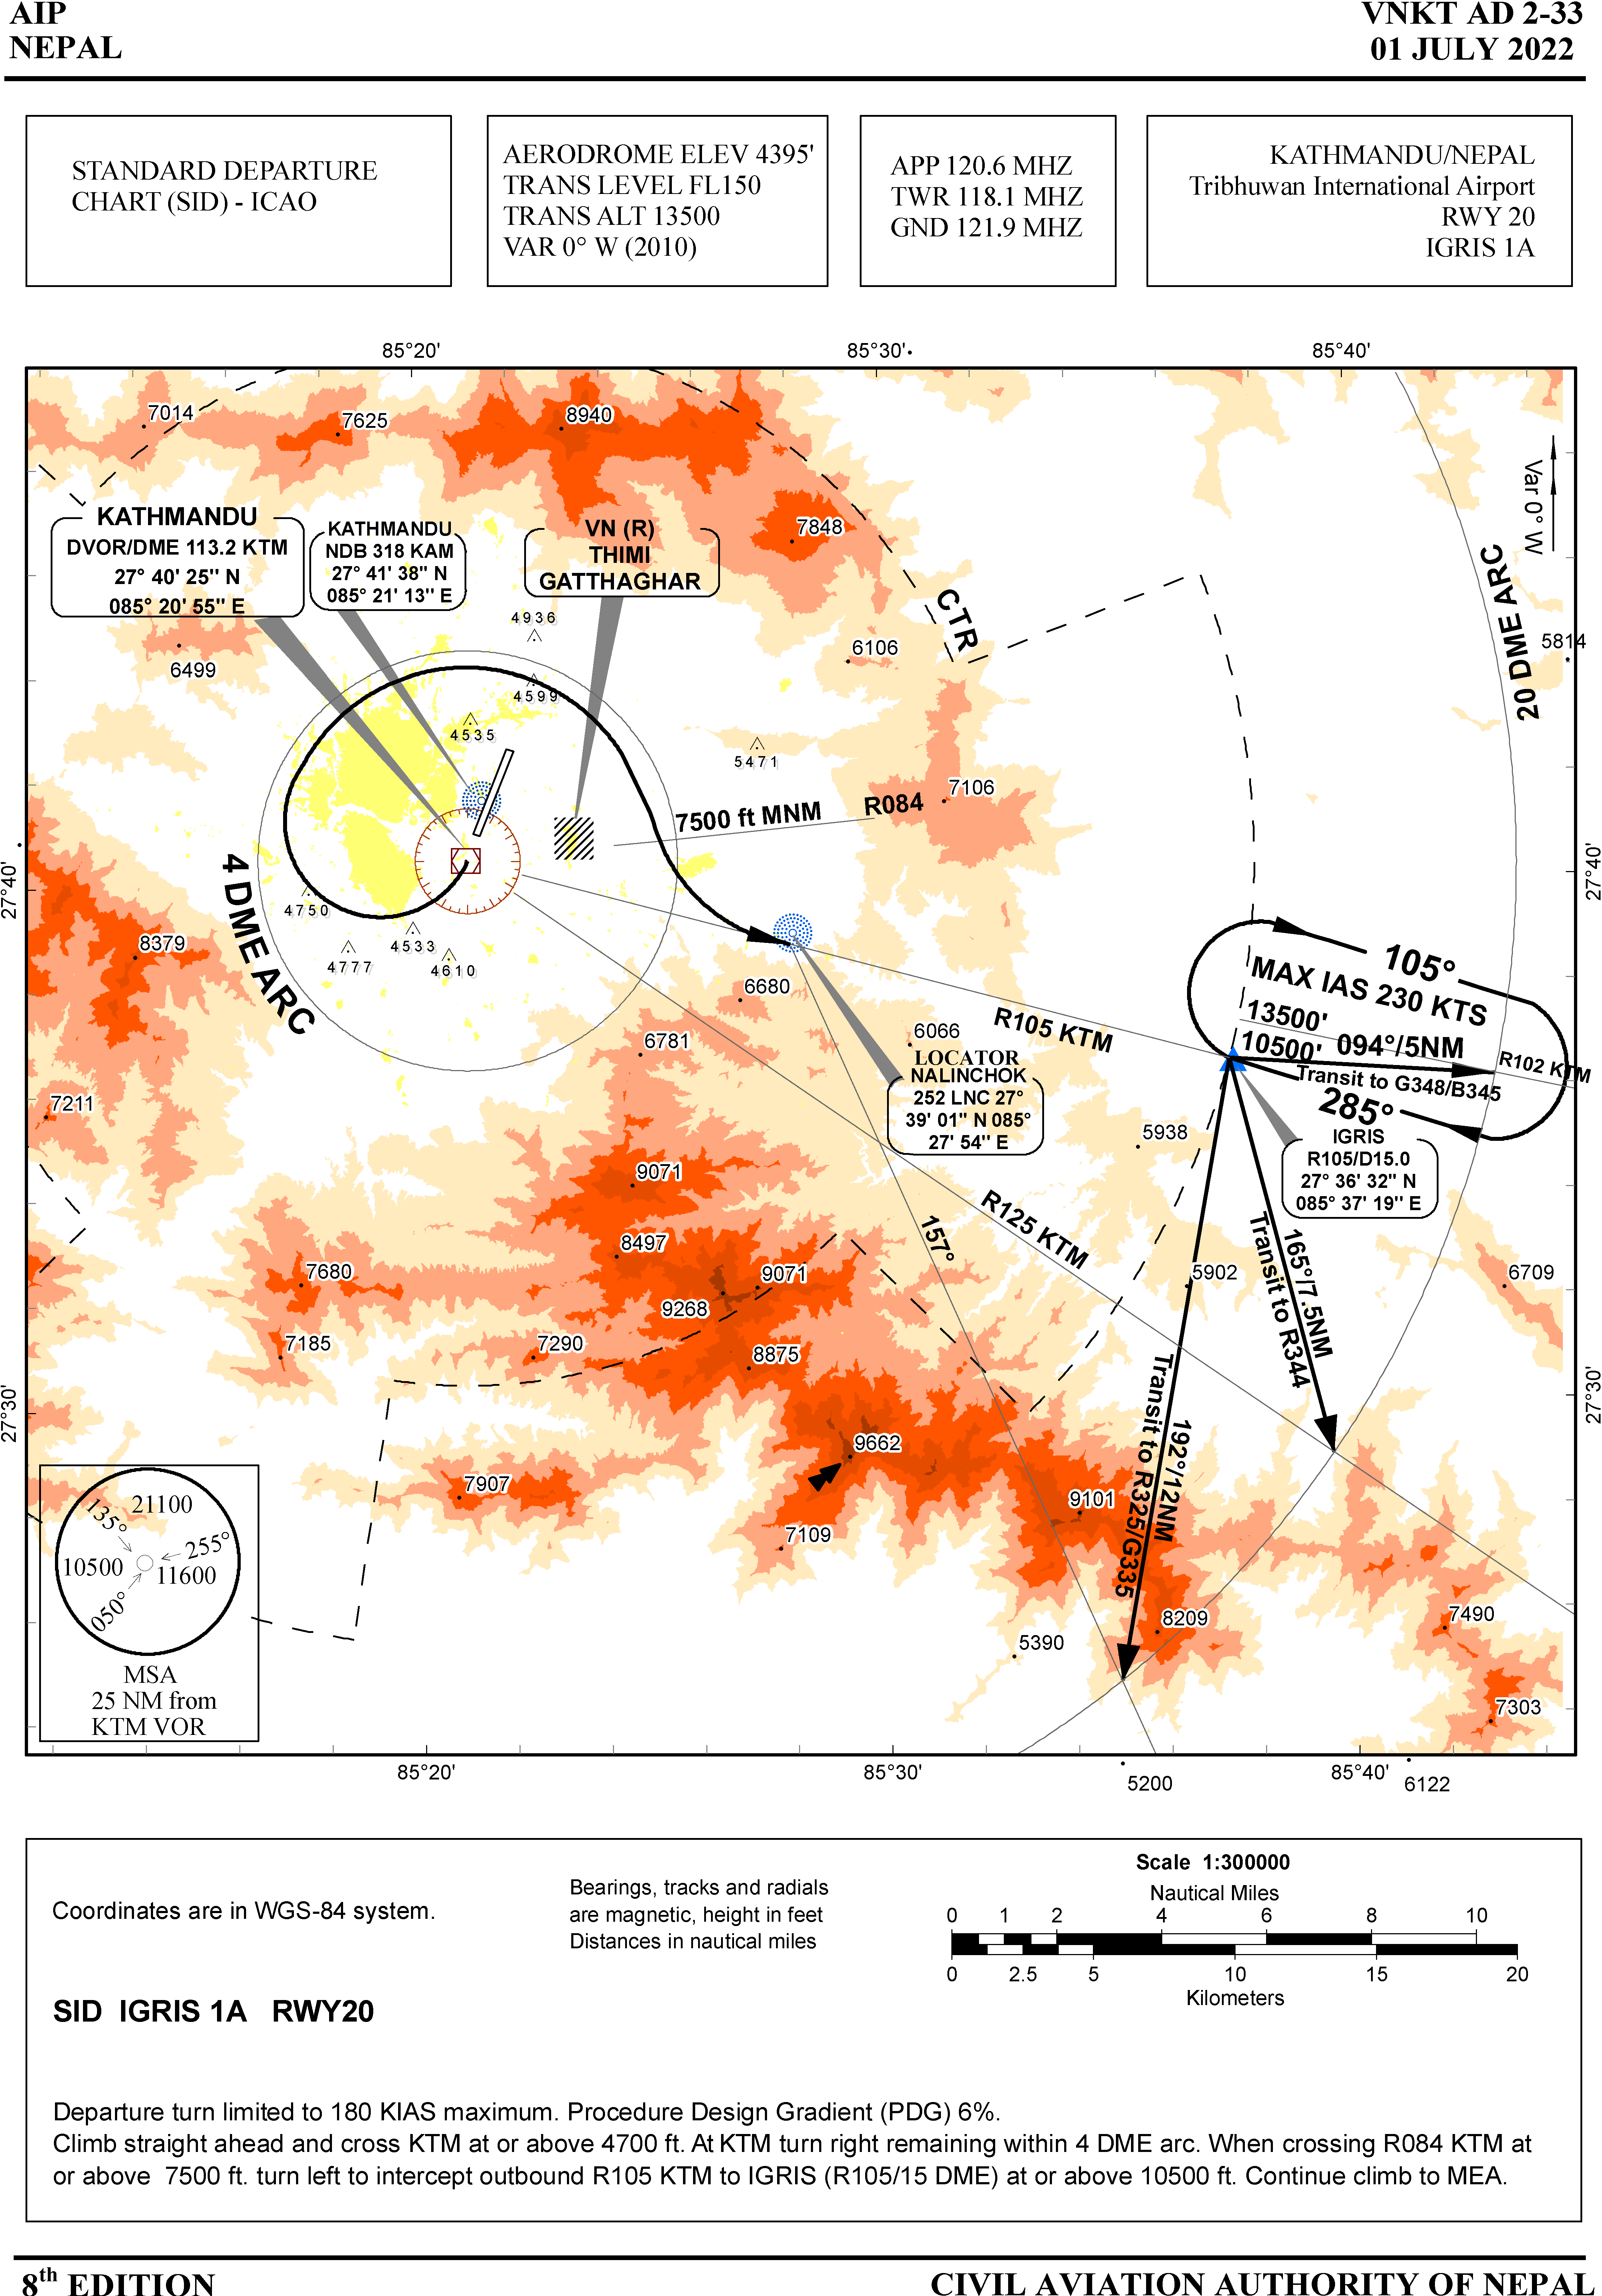 AIP
NEPAL
VNKT AD 2-33
01 JULY 2022
STANDARD DEPARTURE
CHART (SID) - ICAO
AERODROME ELEV 4395'
TRANS LEVEL FL150
TRANS ALT 13500
VAR 0° W (2010)
APP 120.6 MHZ
TWR 118.1 MHZ
GND 121.9 MHZ
KATHMANDU/NEPAL
Tribhuwan International Airport
RWY 20
IGRIS 1A
85°20'
85°30'
85°40'
7014
7625
8940
7848
Var 0° W
KATHMANDU
DVOR/DME 113.2 KTM
27° 40' 25" N
085° 20' 55" E
KATHMANDU
NDB 318 KAM
27° 41' 38" N
085° 21' 13" E
VN (R)
THIMI
GATTHAGHAR
CTR
20 DME ARC
5814
4936
6499
6106
4599
4535
5471
7106
7500 ft MNM
R084
27°40'
27°40'
4 DME ARC
4750
4533
4777
4610
8379
105°
MAX IAS 230 KTS
13500'
10500'
094°/5NM
R102 KTM
Transit to G348/B345
285°
6680
6781
6066
R105 KTM
LOCATOR
NALINCHOK
252 LNC 27°
39' 01" N 085°
27' 54" E
7211
5938
IGRIS
R105/D15.0
27° 36' 32" N
085° 37' 19" E
9071
8497
9071
9268
7680
7185
7290
8875
157°
R125 KTM
5902
165°/7.5NM
Transit to R344
6709
27°30'
27°30'
192°/12NM
Transit to R325/G335
9662
7907
7109
9101
8209
5390
7490
7303
135°
21100
255°
10500
11600
050°
MSA
25 NM from
KTM VOR
85°20'
85°30'
5200
85°40'
6122
Coordinates are in WGS-84 system.
Bearings, tracks and radials
are magnetic, height in feet
Distances in nautical miles
Scale 1:300000
Nautical Miles
0 1 2 4 6 8 10
0 2.5 5 10 15 20
Kilometers
SID IGRIS 1A RWY20
Departure turn limited to 180 KIAS maximum. Procedure Design Gradient (PDG) 6%.
Climb straight ahead and cross KTM at or above 4700 ft. At KTM turn right remaining within 4 DME arc. When crossing R084 KTM at
or above 7500 ft. turn left to intercept outbound R105 KTM to IGRIS (R105/15 DME) at or above 10500 ft. Continue climb to MEA.
8th EDITION
CIVIL AVIATION AUTHORITY OF NEPAL